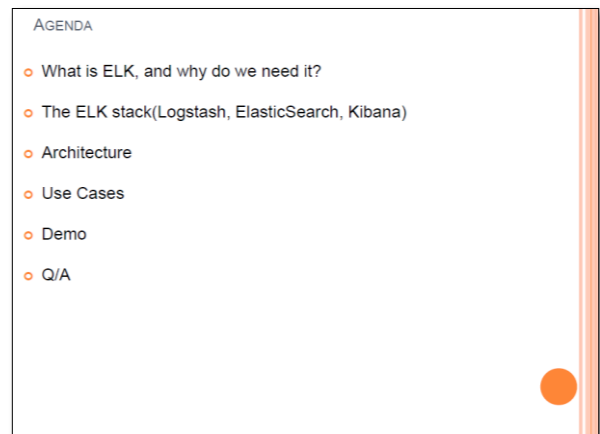 AGENDA
What is ELK, and why do we need it?
The ELK stack(Logstash, ElasticSearch, Kibana)
Architecture
Use Cases
Demo
Q/A